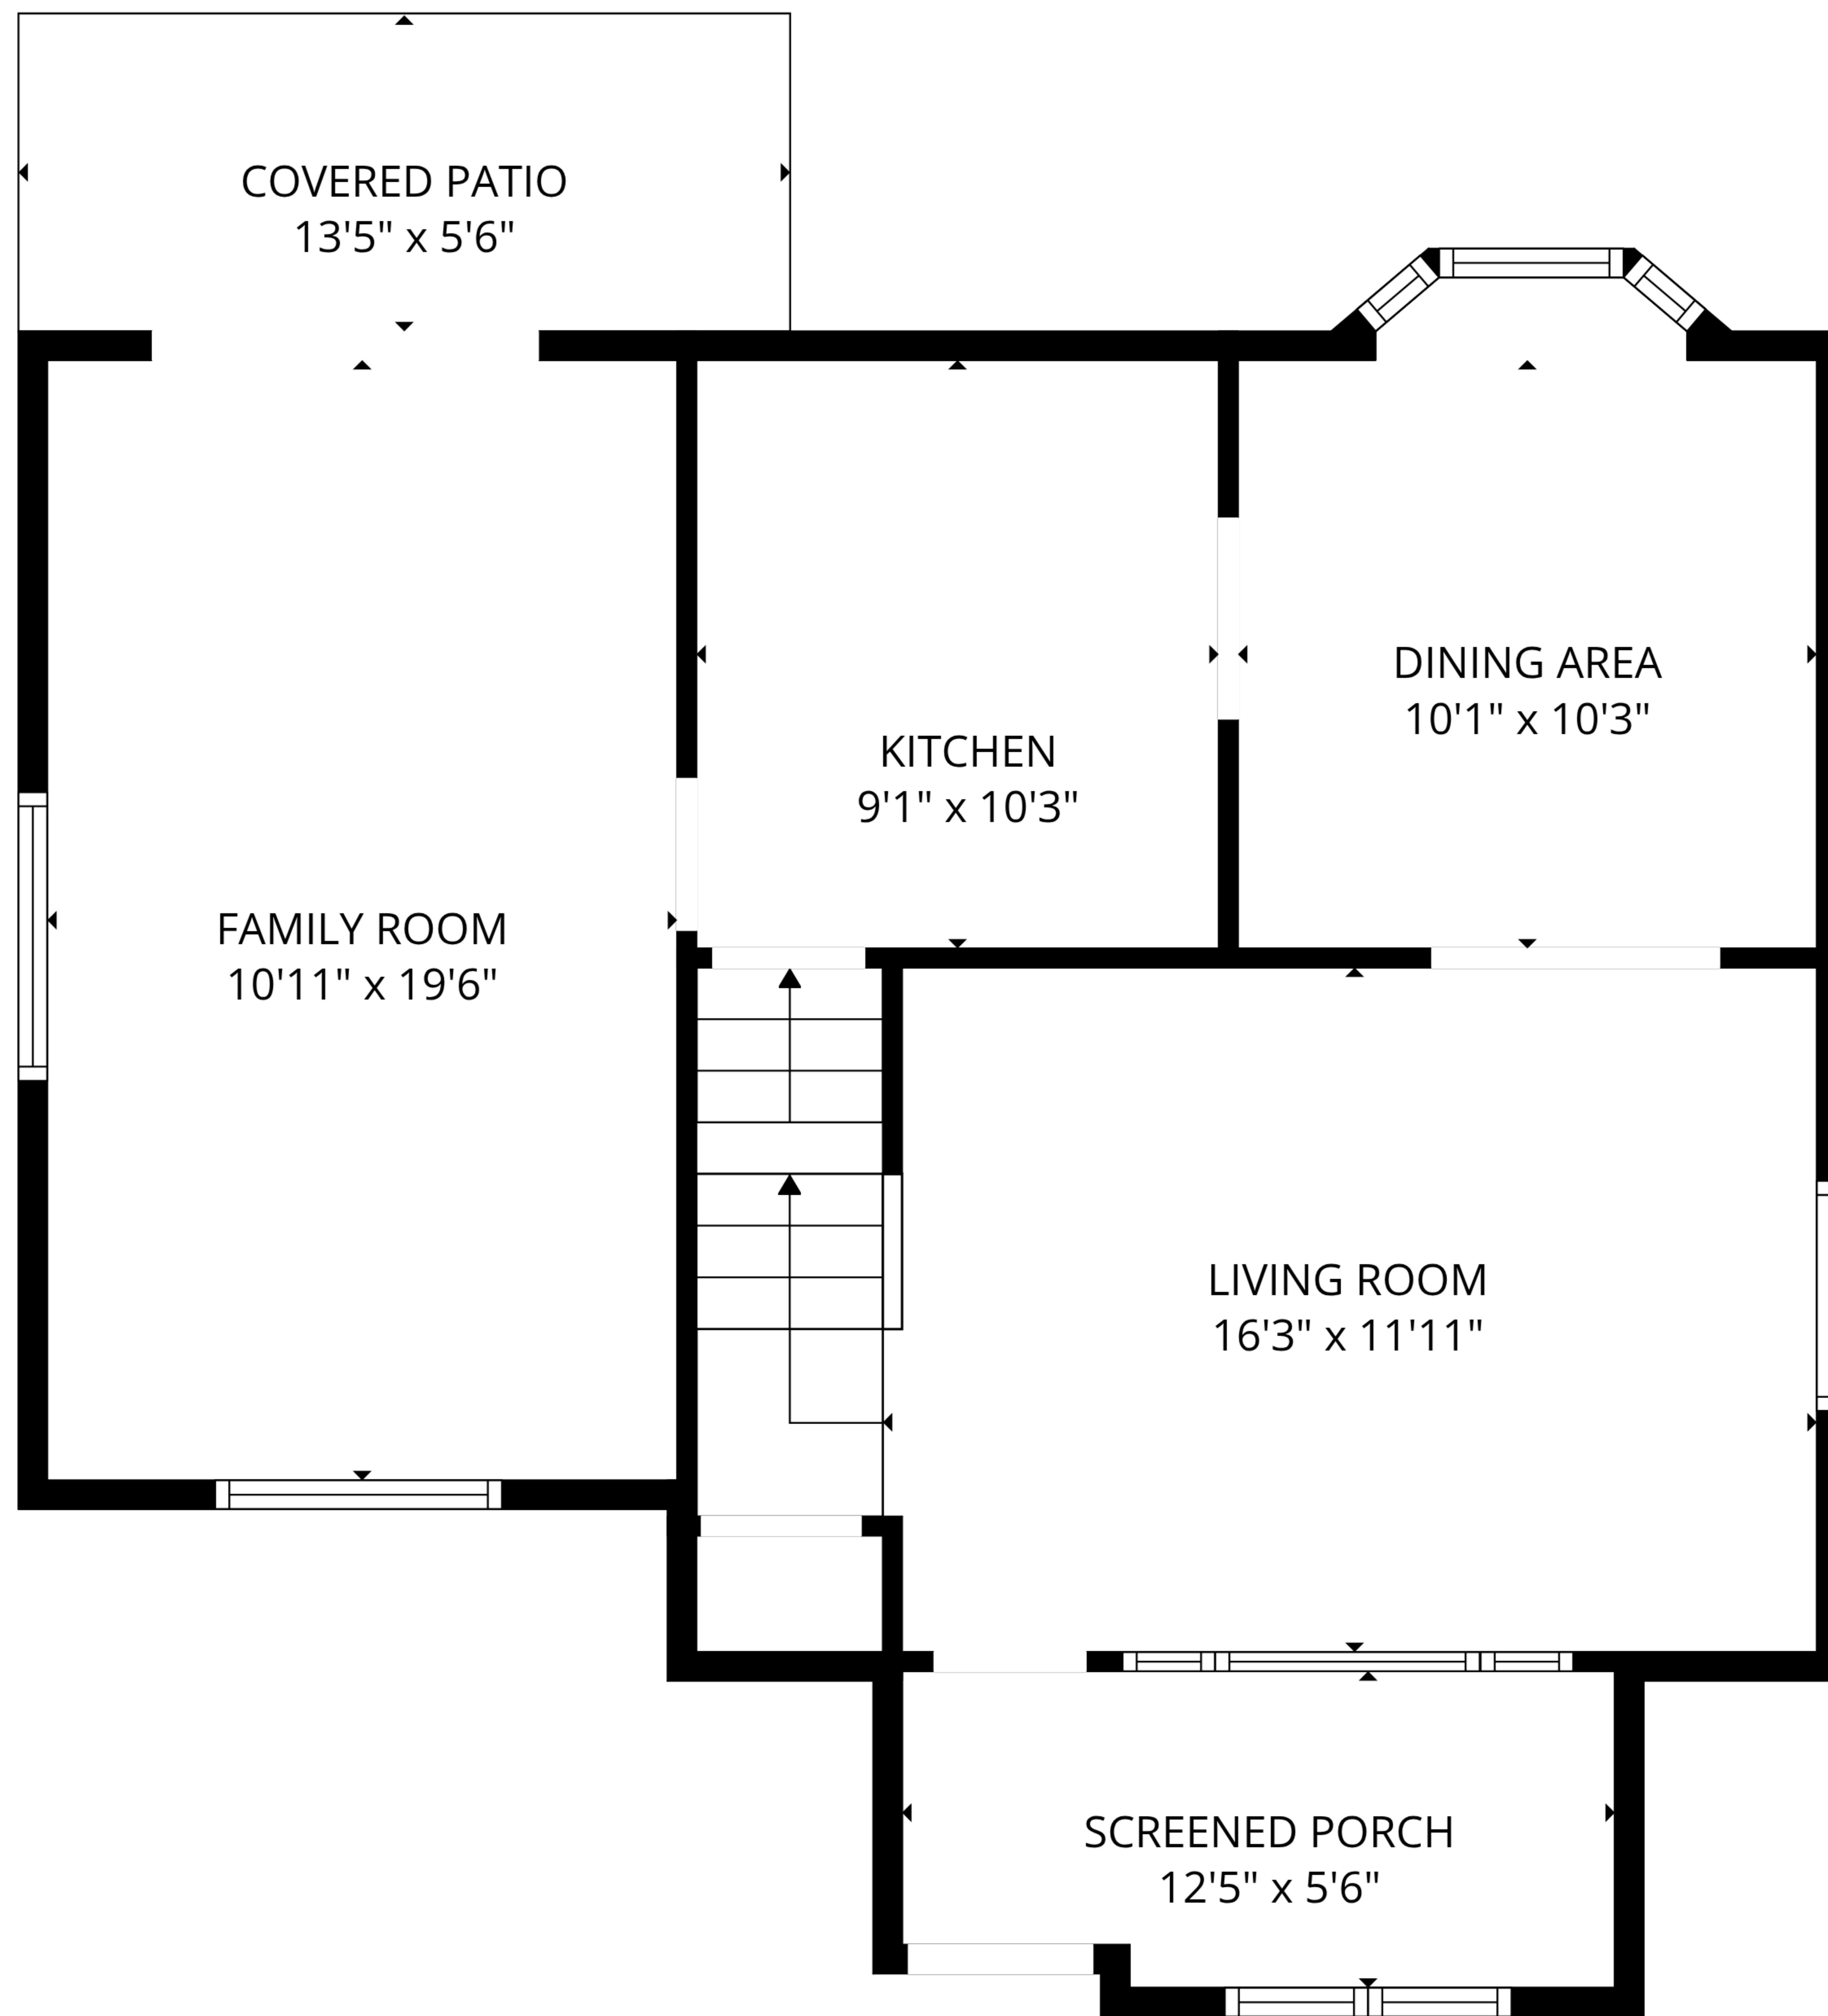 COVERED PATIO
13'5" x 5'6"
DINING AREA
10'1" x 10'3"
KITCHEN
9'1" x 10'3"
FAMILY ROOM
10'11" x 19'6"
LIVING ROOM
16'3" x 11'11"
SCREENED PORCH
12'5" x 5'6"